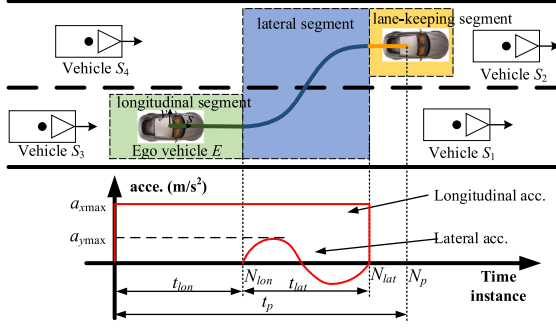 lateral segment
lane-keeping segment
Vehicle S4
Vehicle S2
longitudinal segment
y
s
Ego vehicle E
Vehicle S3
Vehicle S1
acce. (m/s²)
axmax
Longitudinal acc.
aymax
Lateral acc.
Nlon
Nlat
Np
Time
instance
tlon
tlat
tp